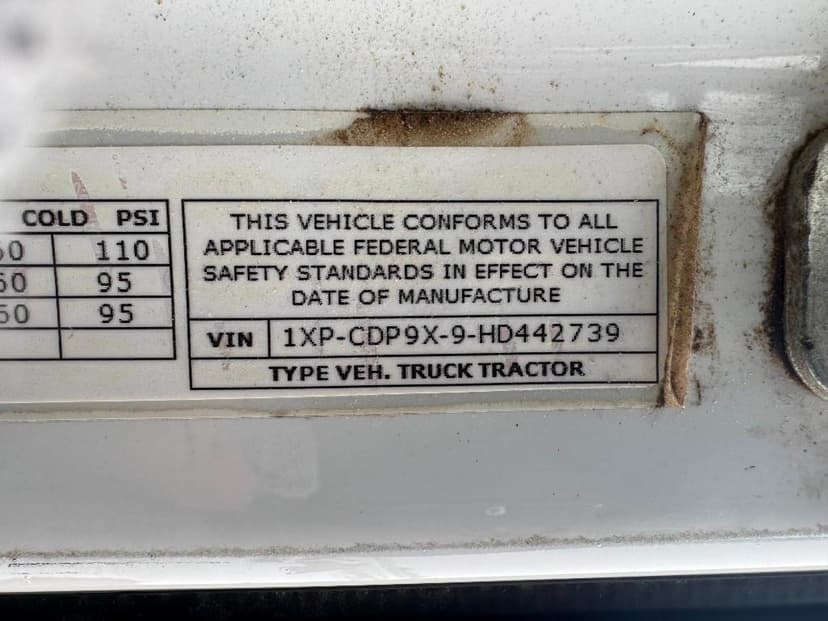 COLD PSI
110
95
95
THIS VEHICLE CONFORMS TO ALL
APPLICABLE FEDERAL MOTOR VEHICLE
SAFETY STANDARDS IN EFFECT ON THE
DATE OF MANUFACTURE
VIN 1XP-CDP9X-9-HD442739
TYPE VEH. TRUCK TRACTOR